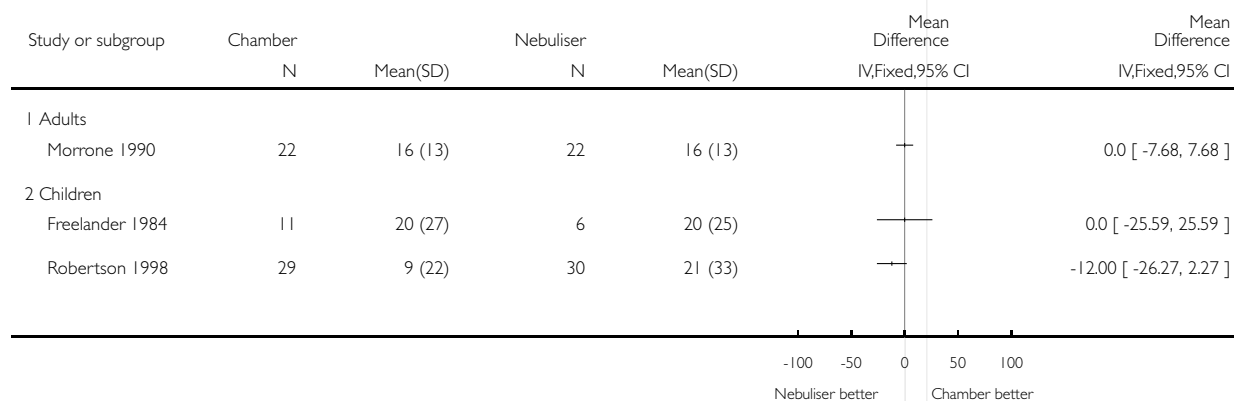 Mean Mean
Study or subgroup Chamber Nebuliser Difference Difference
N Mean(SD) N Mean(SD) IV,Fixed,95% CI IV,Fixed,95% CI
1 Adults
Morrone 1990 22 16 (13) 22 16 (13) 0.0 [ -7.68, 7.68 ]
2 Children
Freelander 1984 11 20 (27) 6 20 (25) 0.0 [ -25.59, 25.59 ]
Robertson 1998 29 9 (22) 30 21 (33) -12.00 [ -26.27, 2.27 ]
-100 -50 0 50 100
Nebuliser better Chamber better